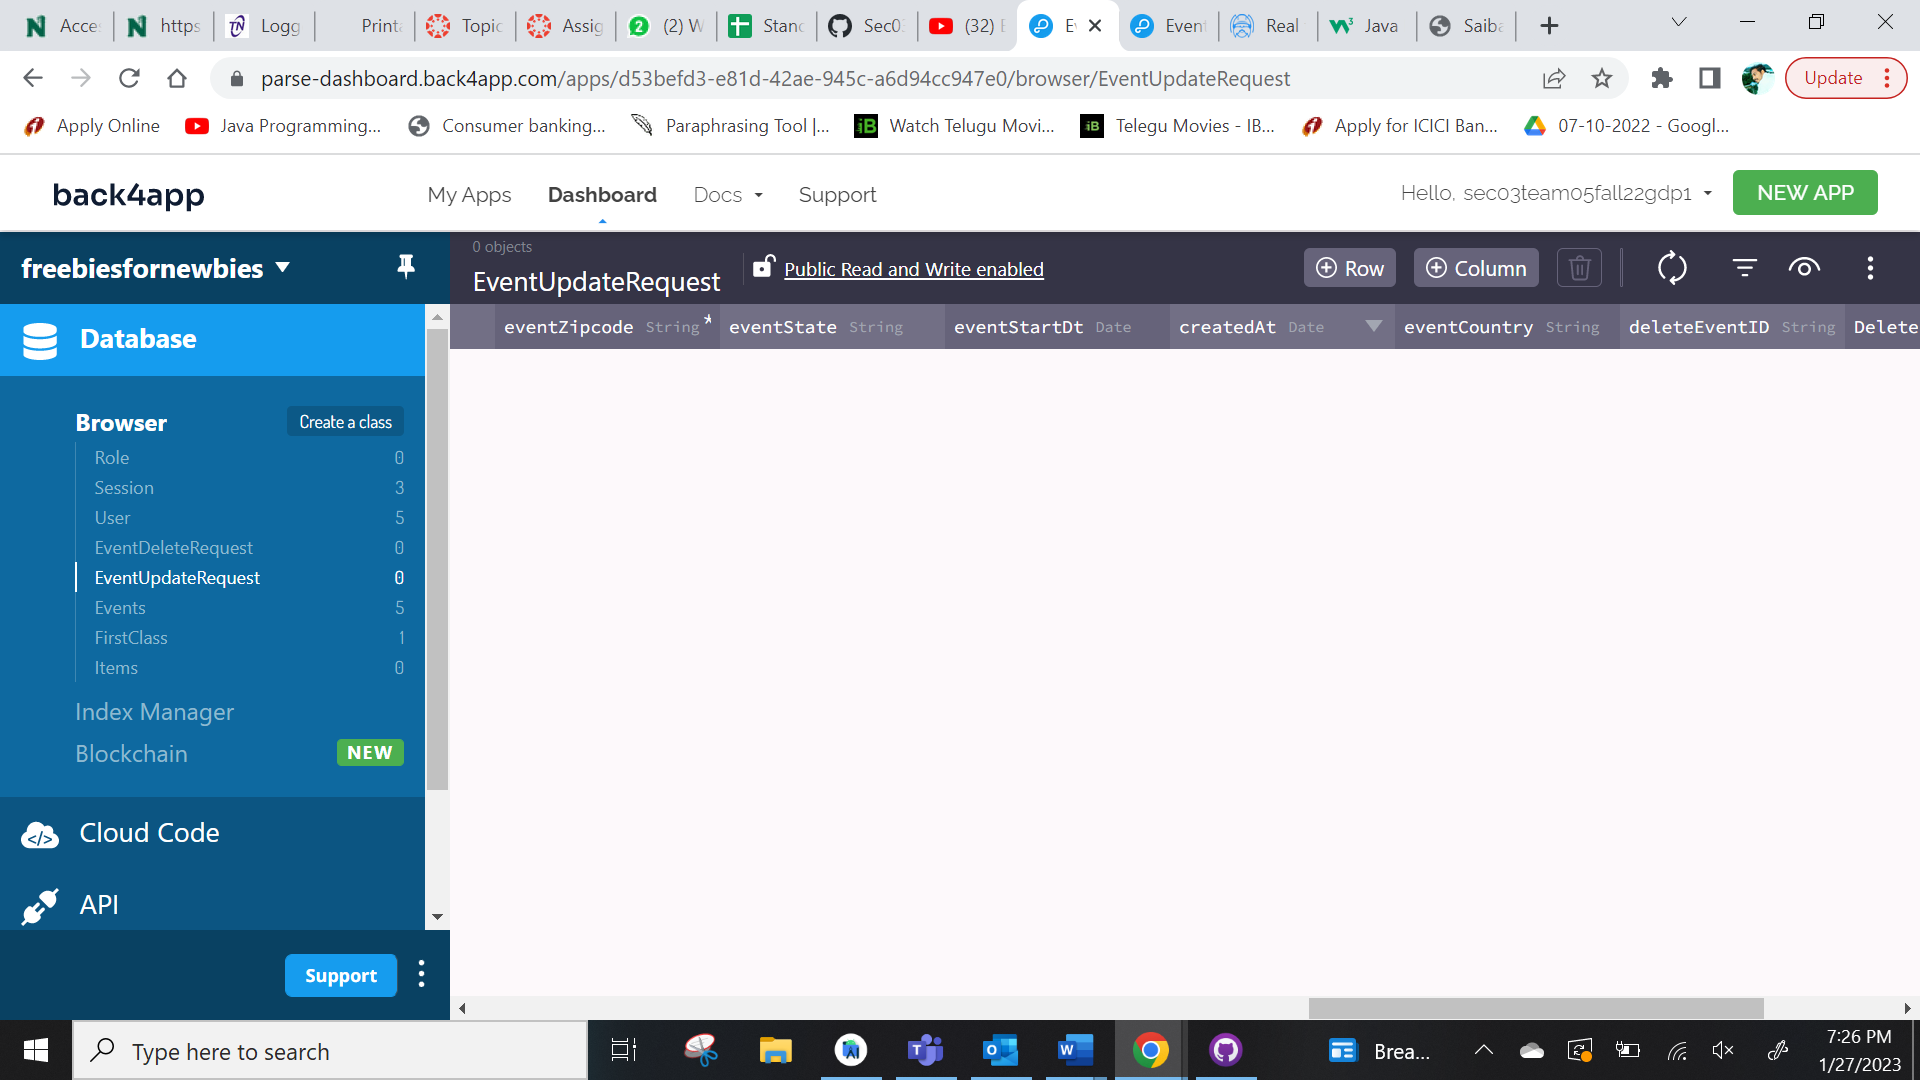 Acce
https
Logg
Printa
Topic
Assig
(2) W
Stand
Sec0
(32)
E
Event
Real
Java
Saiba
parse-dashboard.back4app.com/apps/d53befd3-e81d-42ae-945c-a6d94cc947e0/browser/EventUpdateRequest
Update
Apply Online
Java Programming...
Consumer banking...
Paraphrasing Tool |...
Watch Telugu Movi...
Telegu Movies - IB...
Apply for ICICI Ban...
07-10-2022 - Googl...
back4app
My Apps
Dashboard
Docs
Support
Hello, sec03team05fall22gdp1
NEW APP
freebiesfornewbies
0 objects
EventUpdateRequest
Public Read and Write enabled
Row
Column
eventZipcode String *
eventState String
eventStartDt Date
createdAt Date
eventCountry String
deleteEventID String
Delete
Database
Browser
Create a class
Role 0
Session 3
User 5
EventDeleteRequest 0
EventUpdateRequest 0
Events 5
FirstClass 1
Items 0
Index Manager
Blockchain NEW
Cloud Code
API
Support
Type here to search
Brea...
7:26 PM
1/27/2023